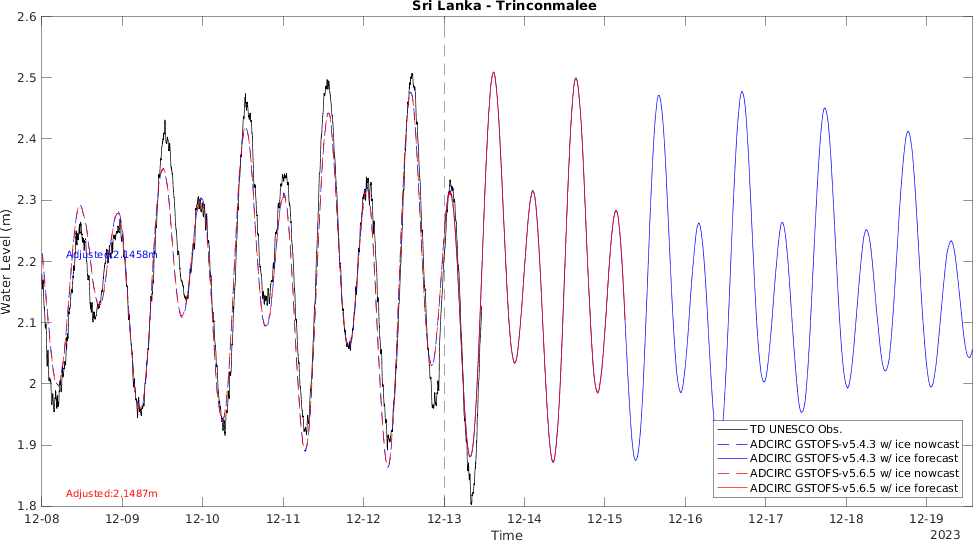 Sri Lanka - Trinconmalee
2.6
2.5
2.4
2.3
2.2
2.1
2
1.9
1.8
Water Level (m)
Adjusted:2.1458m
Adjusted:2.1487m
TD UNESCO Obs.
ADCIRC GSTOFS-v5.4.3 w/ ice nowcast
ADCIRC GSTOFS-v5.4.3 w/ ice forecast
ADCIRC GSTOFS-v5.6.5 w/ ice nowcast
ADCIRC GSTOFS-v5.6.5 w/ ice forecast
12-08 12-09 12-10 12-11 12-12 12-13 12-14 12-15 12-16 12-17 12-18 12-19
2023
Time